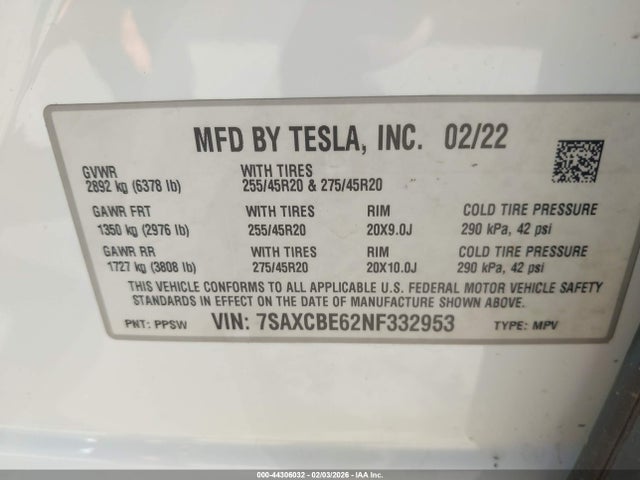 MFD BY TESLA, INC. 02/22
GVWR WITH TIRES
2892 kg (6378 lb) 255/45R20 & 275/45R20
GAWR FRT WITH TIRES RIM COLD TIRE PRESSURE
1350 kg (2976 lb) 255/45R20 20X9.0J 290 kPa, 42 psi
GAWR RR WITH TIRES RIM COLD TIRE PRESSURE
1727 kg (3808 lb) 275/45R20 20X10.0J 290 kPa, 42 psi
THIS VEHICLE CONFORMS TO ALL APPLICABLE U.S. FEDERAL MOTOR VEHICLE SAFETY
STANDARDS IN EFFECT ON THE DATE OF MANUFACTURE SHOWN ABOVE.
PNT: PPSW VIN: 7SAXCBE62NF332953 TYPE: MPV
000-44306032 - 02/03/2026 - IAA, Inc.